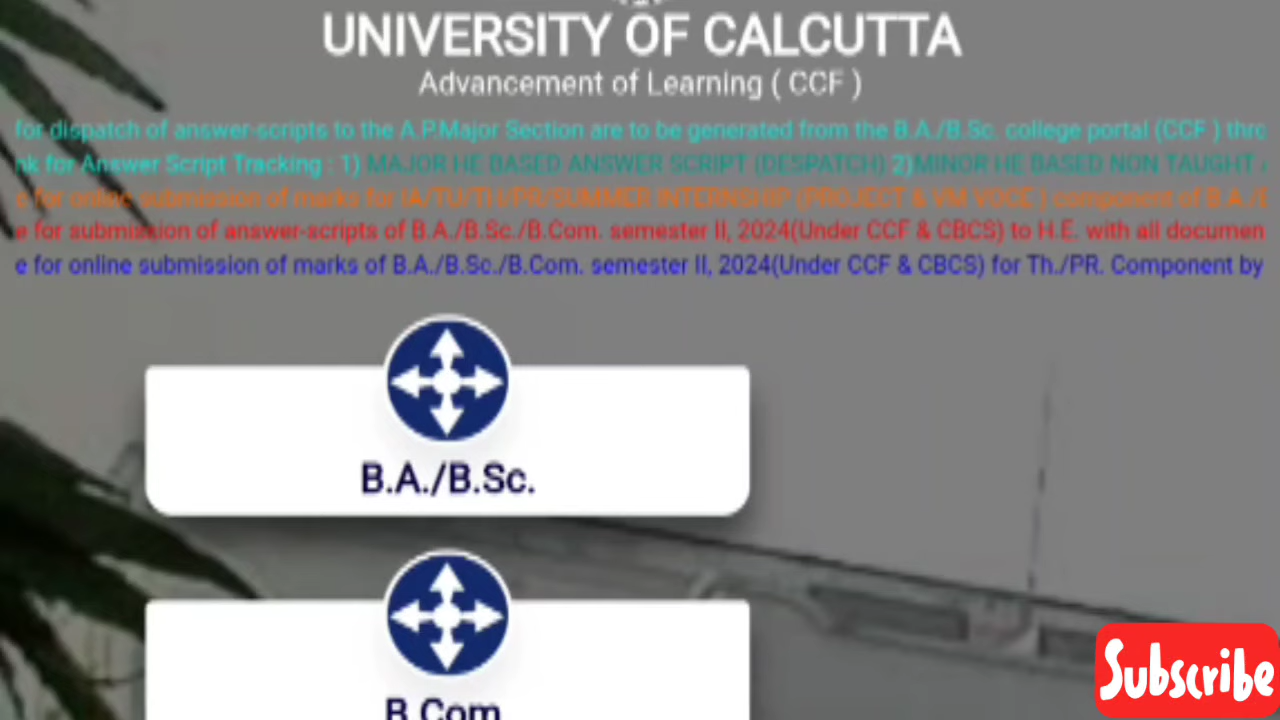 UNIVERSITY OF CALCUTTA
Advancement of Learning ( CCF )
for dispatch of answer-scripts to the A.P.Major Section are to be generated from the B.A./B.Sc. college portal (CCF )
for Answer Script Tracking : 1) MAJOR HE BASED ANSWER SCRIPT (DESPATCH) 2)MINOR HE BASED NON TAUGHT
for online submission of marks for IA/TU/TH/PR/SUMMER INTERNSHIP (PROJECT & VM VOCE ) component of B.A./
e for submission of answer-scripts of B.A./B.Sc./B.Com. semester II, 2024(Under CCF & CBCS) to H.E. with all documen
e for online submission of marks of B.A./B.Sc./B.Com. semester II, 2024(Under CCF & CBCS) for Th./PR. Component by
B.A./B.Sc.
B.Com.
Subscribe